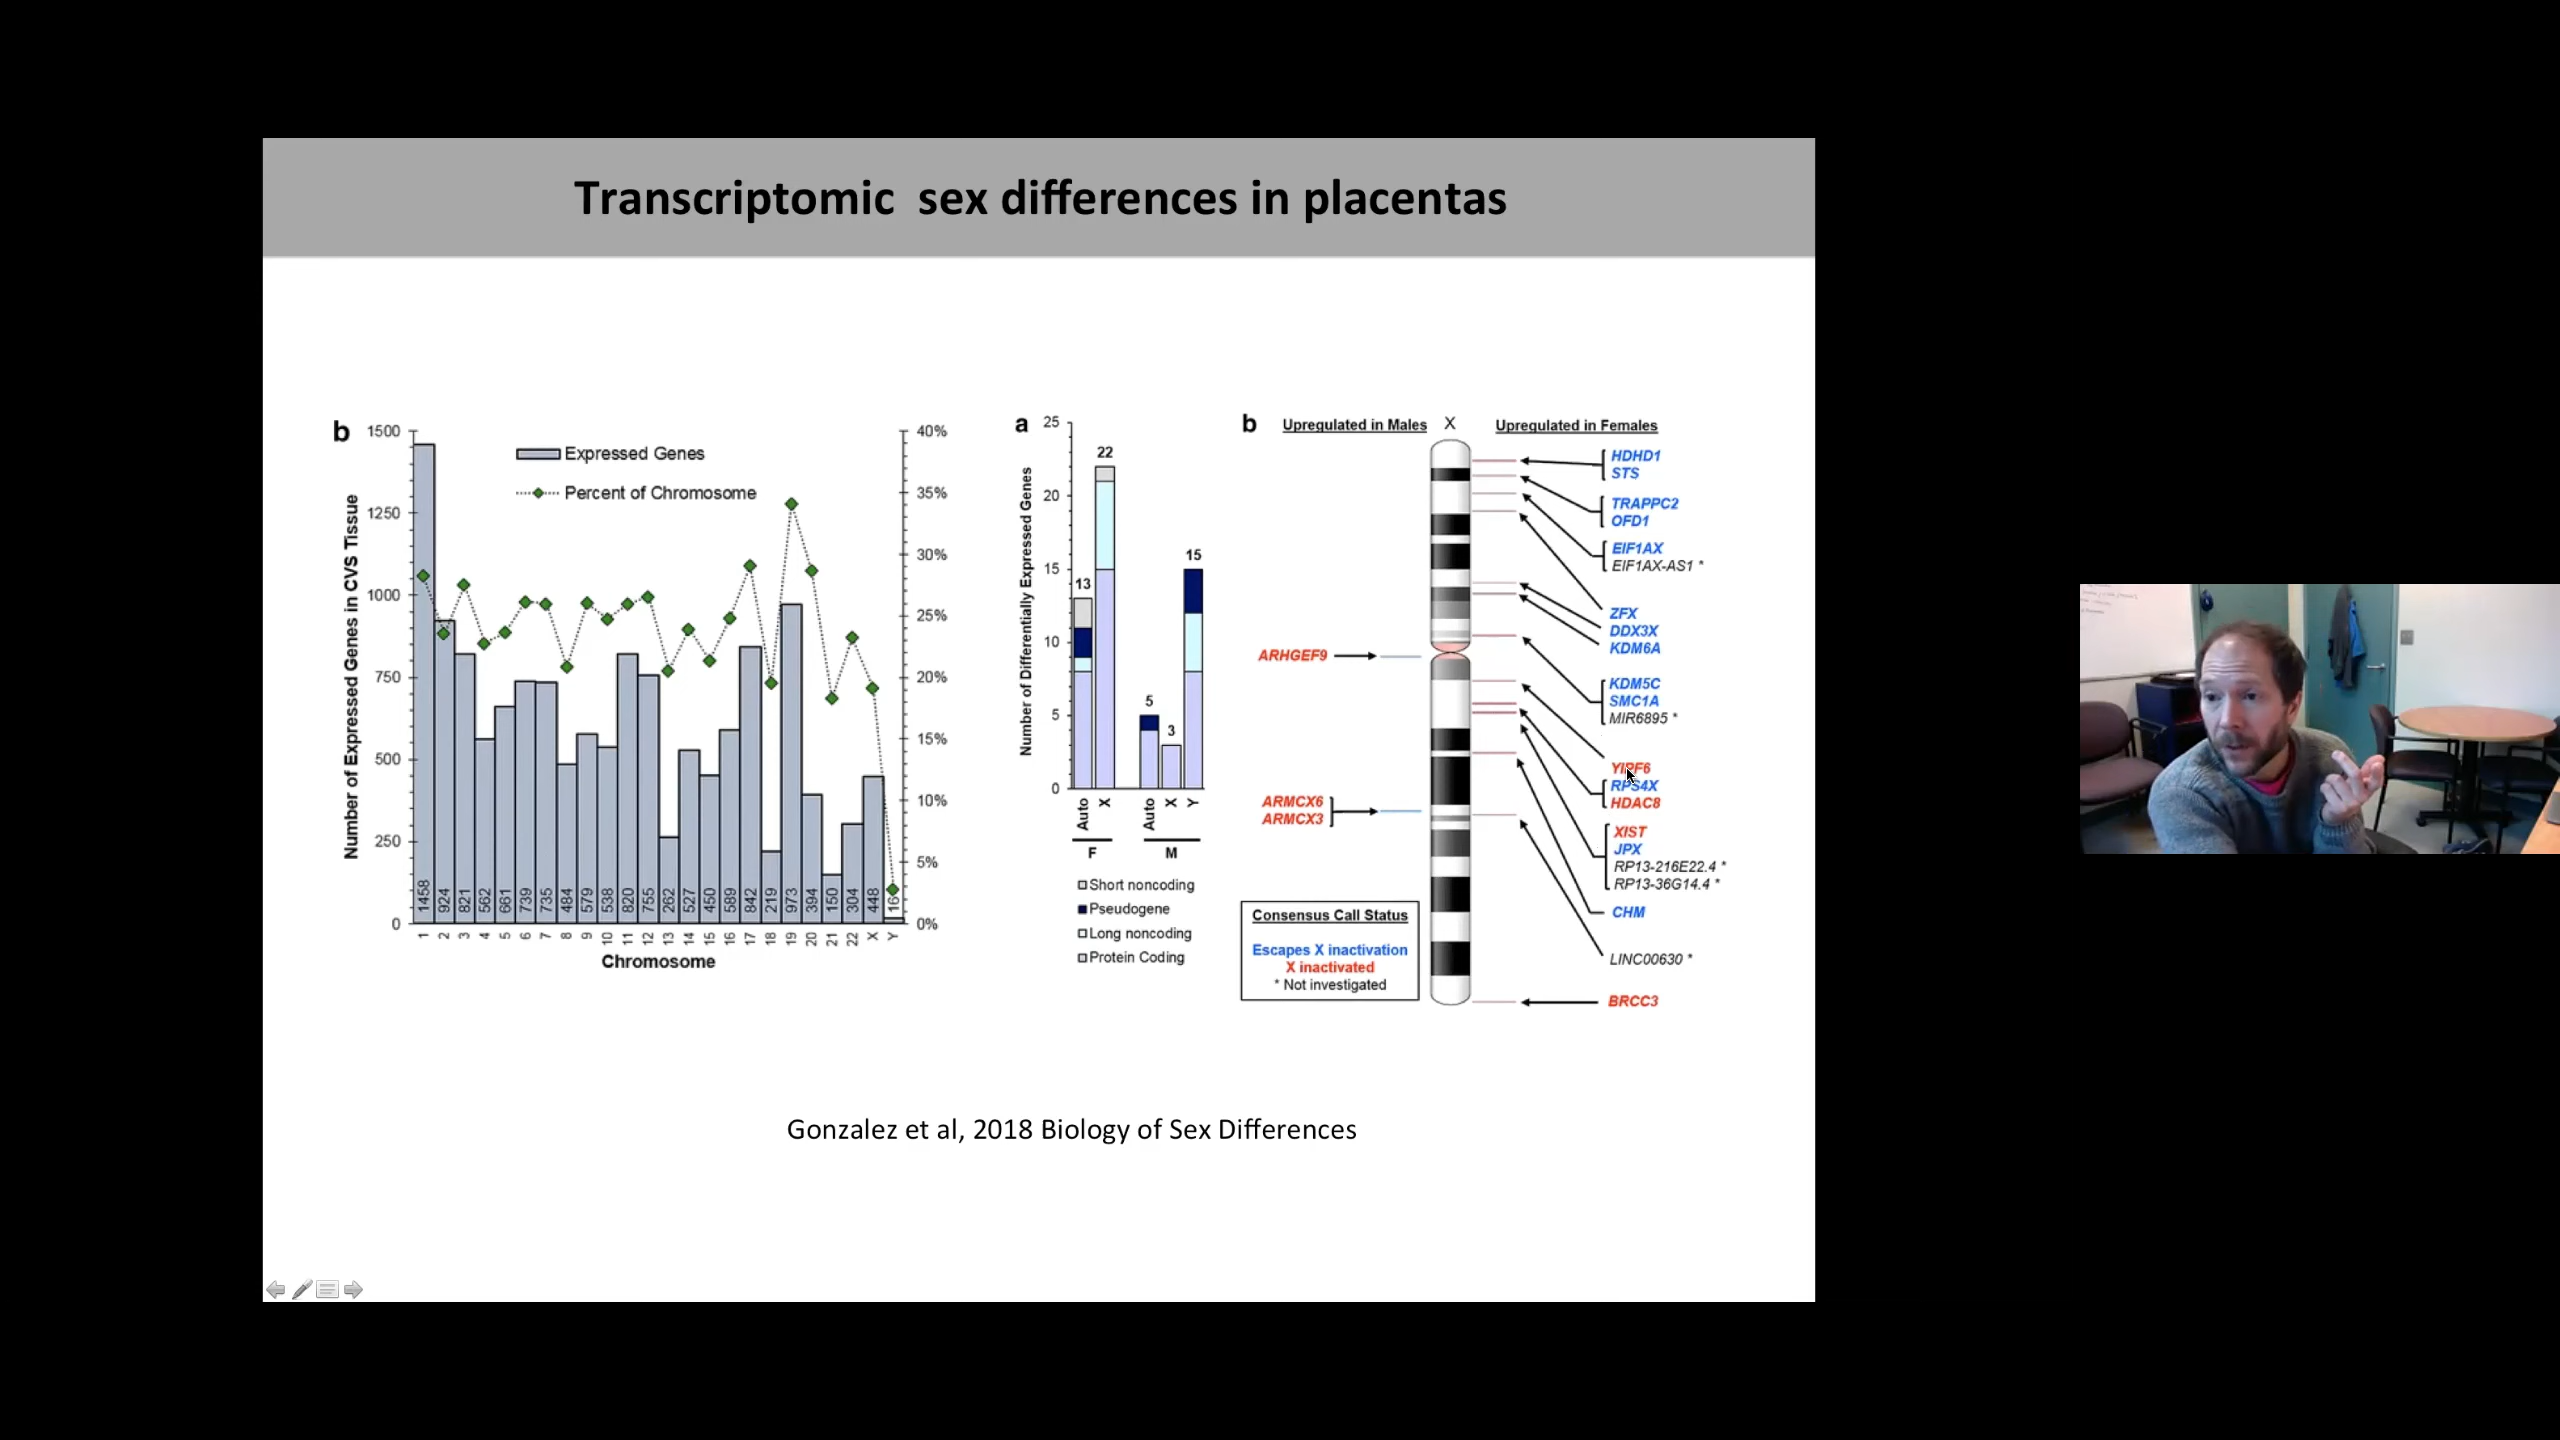 Transcriptomic  sex differences in placentas
b
Number of Expressed Genes in CVS Tissue
1500
1250
1000
750
500
250
0
Expressed Genes
Percent of Chromosome
40%
35%
30%
25%
20%
15%
10%
5%
0%
1458 924 821 562 661 739 735 484 579 538 820 755 262 527 450 589 842 219 973 394 150 304 448 16
1 2 3 4 5 6 7 8 9 10 11 12 13 14 15 16 17 18 19 20 21 22 X Y
Chromosome
a
Number of Differentially Expressed Genes
25
20
15
10
5
0
13 22 5 3 15
Auto X Auto X Y
F M
Short noncoding
Pseudogene
Long noncoding
Protein Coding
b
Upregulated in Males X Upregulated in Females
HDHD1
STS
TRAPPC2
OFD1
EIF1AX
EIF1AX-AS1 *
ZFX
DDX3X
KDM6A
ARHGEF9
KDM5C
SMC1A
MIR6895 *
YIPF6
RPS4X
HDAC8
ARMCX6
ARMCX3
XIST
JPX
RP13-216E22.4 *
RP13-36G14.4 *
CHM
LINC00630 *
BRCC3
Consensus Call Status
Escapes X inactivation
X inactivated
* Not investigated
Gonzalez et al, 2018 Biology of Sex Differences